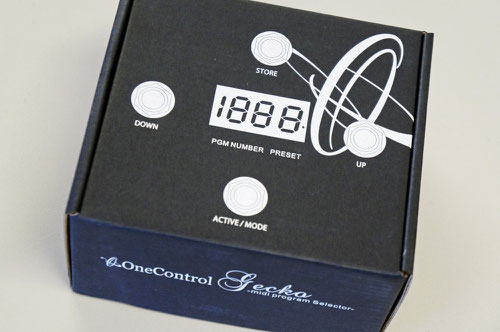 STORE
1888.
DOWN
PGM NUMBER PRESET
UP
ACTIVE / MODE
OneControl Gecko
-midi program Selector-